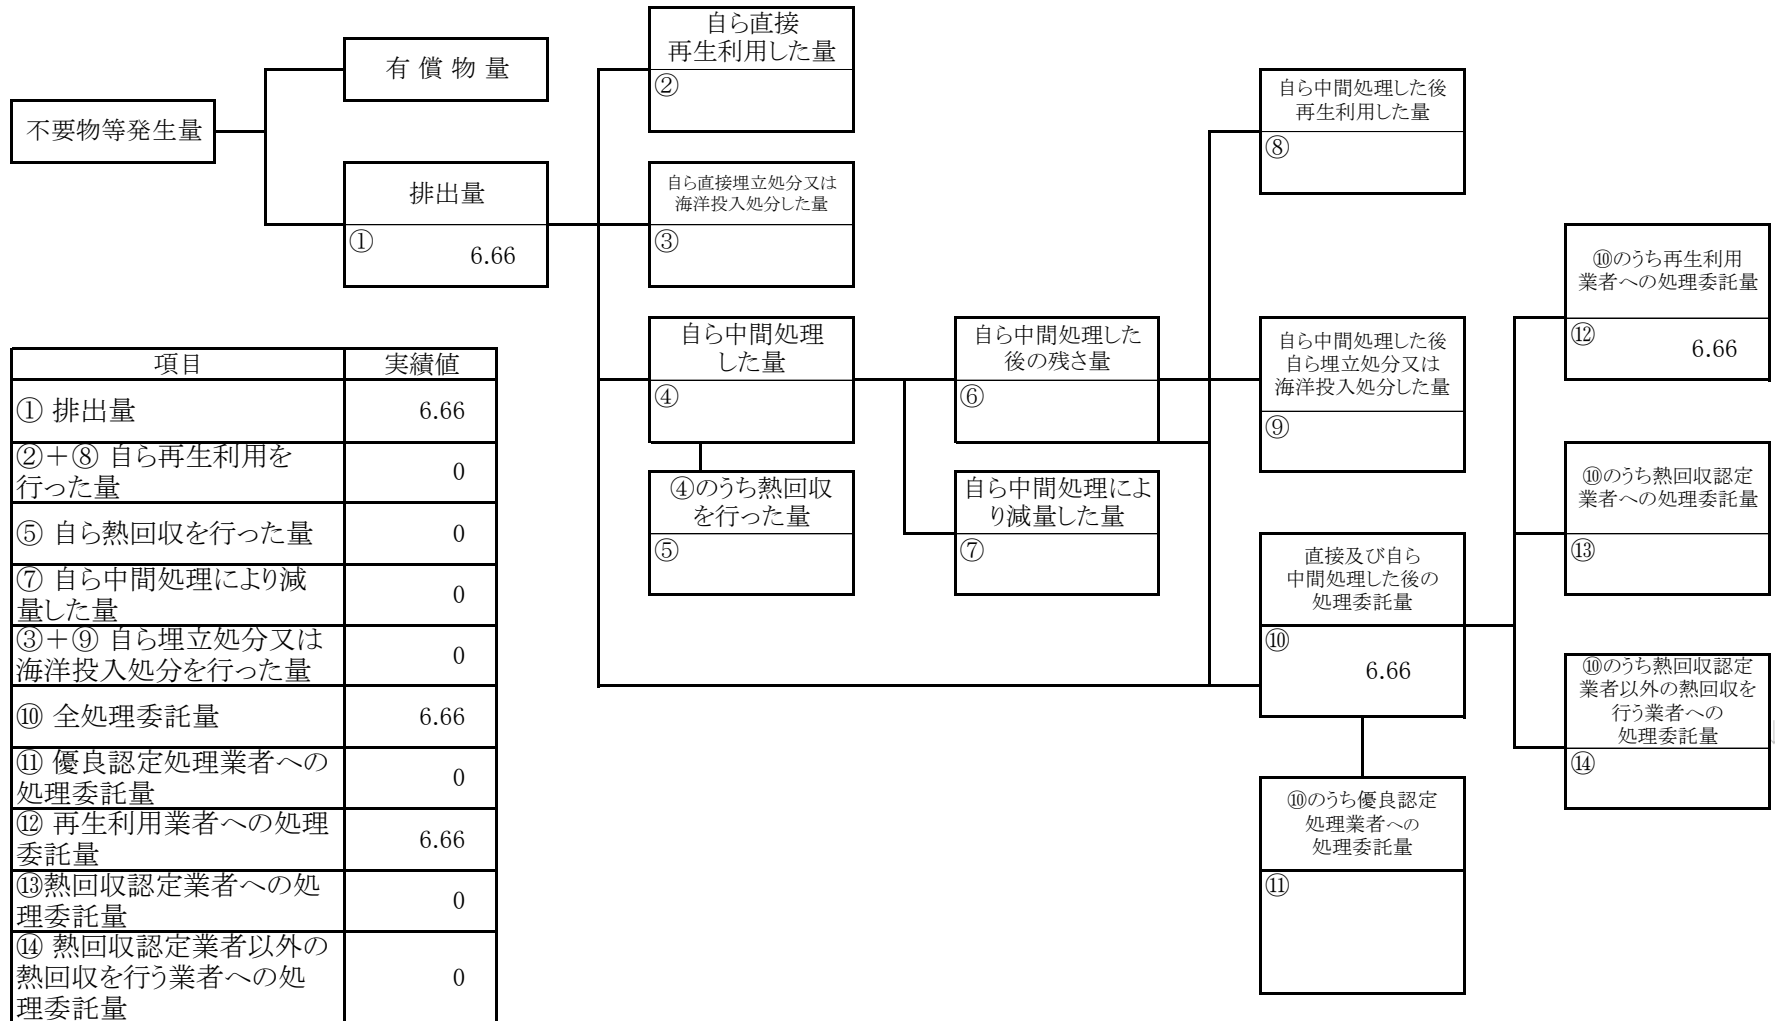 不要物等発生量
有 償 物 量
排出量
①
6.66
自ら直接
再生利用した量
②
自ら直接埋立処分又は
海洋投入処分した量
③
自ら中間処理
した量
④
④のうち熱回収
を行った量
⑤
自ら中間処理した
後の残さ量
⑥
自ら中間処理によ
り減量した量
⑦
自ら中間処理した後
再生利用した量
⑧
自ら中間処理した後
自ら埋立処分又は
海洋投入処分した量
⑨
直接及び自ら
中間処理した後の
処理委託量
⑩
6.66
⑩のうち優良認定
処理業者への
処理委託量
⑪
⑩のうち再生利用
業者への処理委託量
⑫
6.66
⑩のうち熱回収認定
業者への処理委託量
⑬
⑩のうち熱回収認定
業者以外の熱回収を
行う業者への
処理委託量
⑭
項目 実績値
① 排出量 6.66
②＋⑧ 自ら再生利用を
行った量 0
⑤ 自ら熱回収を行った量 0
⑦ 自ら中間処理により減
量した量 0
③＋⑨ 自ら埋立処分又は
海洋投入処分を行った量 0
⑩ 全処理委託量 6.66
⑪ 優良認定処理業者への
処理委託量 0
⑫ 再生利用業者への処理
委託量 6.66
⑬熱回収認定業者への処
理委託量 0
⑭ 熱回収認定業者以外の
熱回収を行う業者への処
理委託量 0